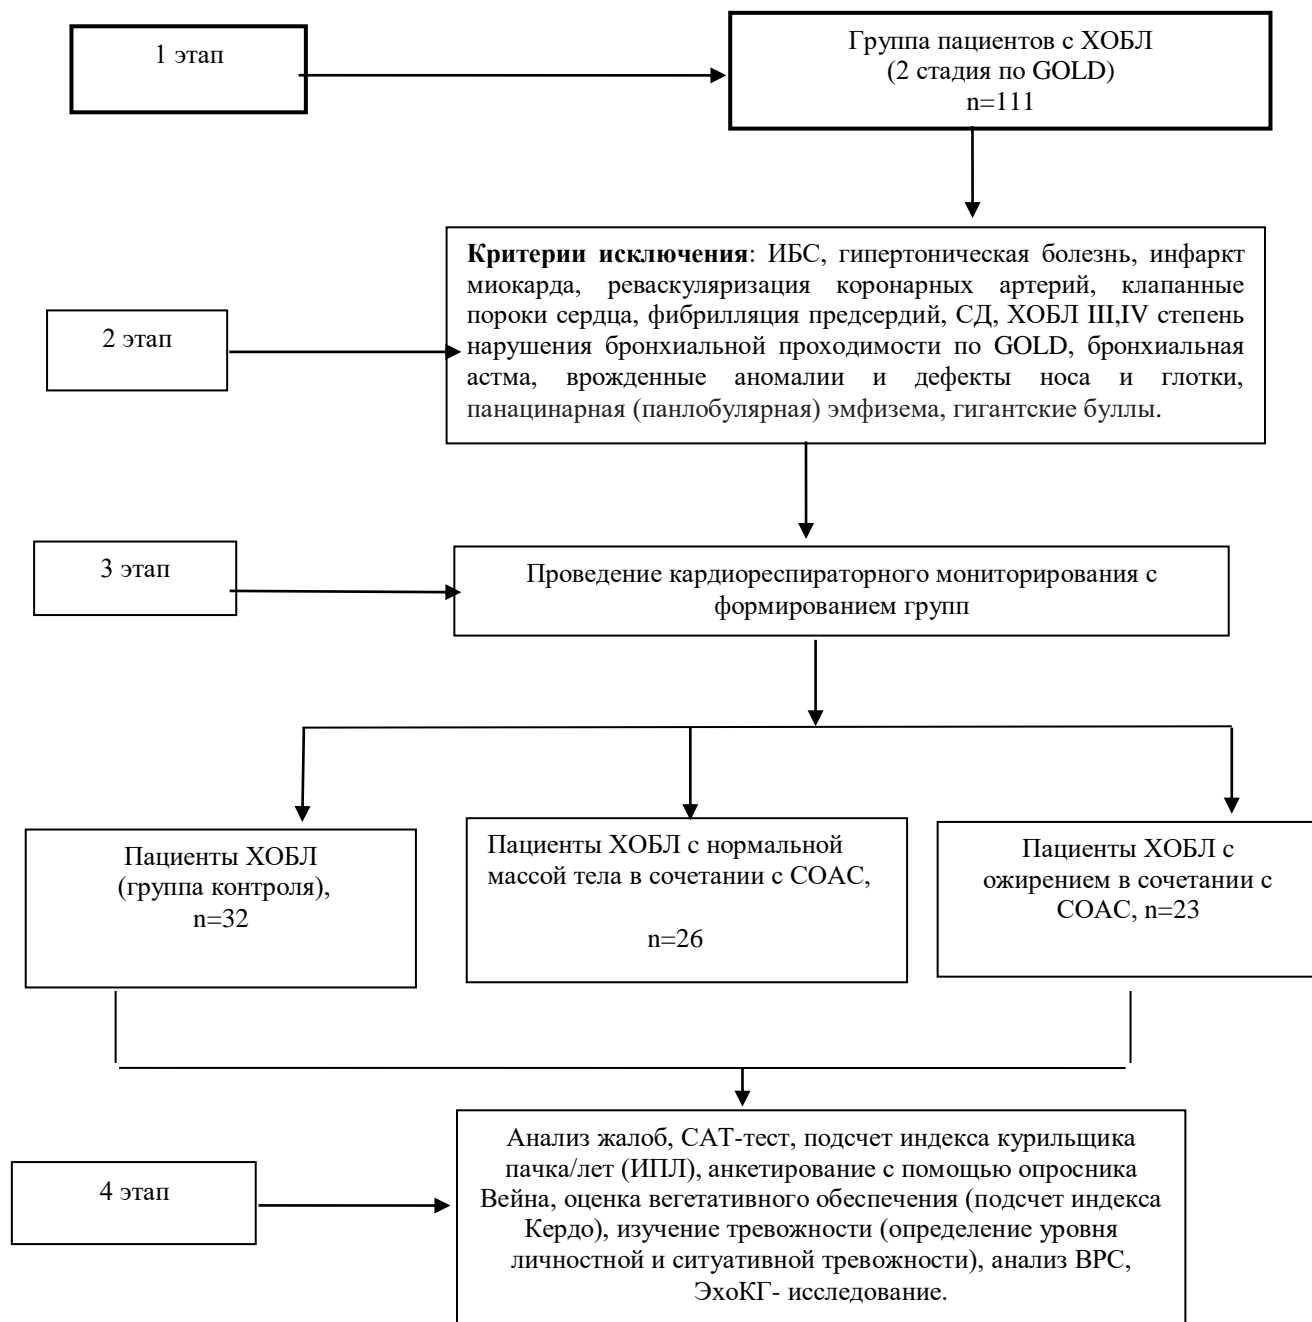 1 этап
Группа пациентов с ХОБЛ
(2 стадия по GOLD)
n=111
2 этап
Критерии исключения: ИБС, гипертоническая болезнь, инфаркт
миокарда, реваскуляризация коронарных артерий, клапанные
пороки сердца, фибрилляция предсердий, СД, ХОБЛ III,IV степень
нарушения бронхиальной проходимости по GOLD, бронхиальная
астма, врожденные аномалии и дефекты носа и глотки,
панацинарная (панлобулярная) эмфизема, гигантские буллы.
3 этап
Проведение кардиореспираторного мониторирования с
формированием групп
Пациенты ХОБЛ
(группа контроля),
n=32
Пациенты ХОБЛ с нормальной
массой тела в сочетании с СОАС,
n=26
Пациенты ХОБЛ с
ожирением в сочетании с
СОАС, n=23
4 этап
Анализ жалоб, САТ-тест, подсчет индекса курильщика
пачка/лет (ИПЛ), анкетирование с помощью опросника
Вейна, оценка вегетативного обеспечения (подсчет индекса
Кердо), изучение тревожности (определение уровня
личностной и ситуативной тревожности), анализ ВРС,
ЭхоКГ- исследование.